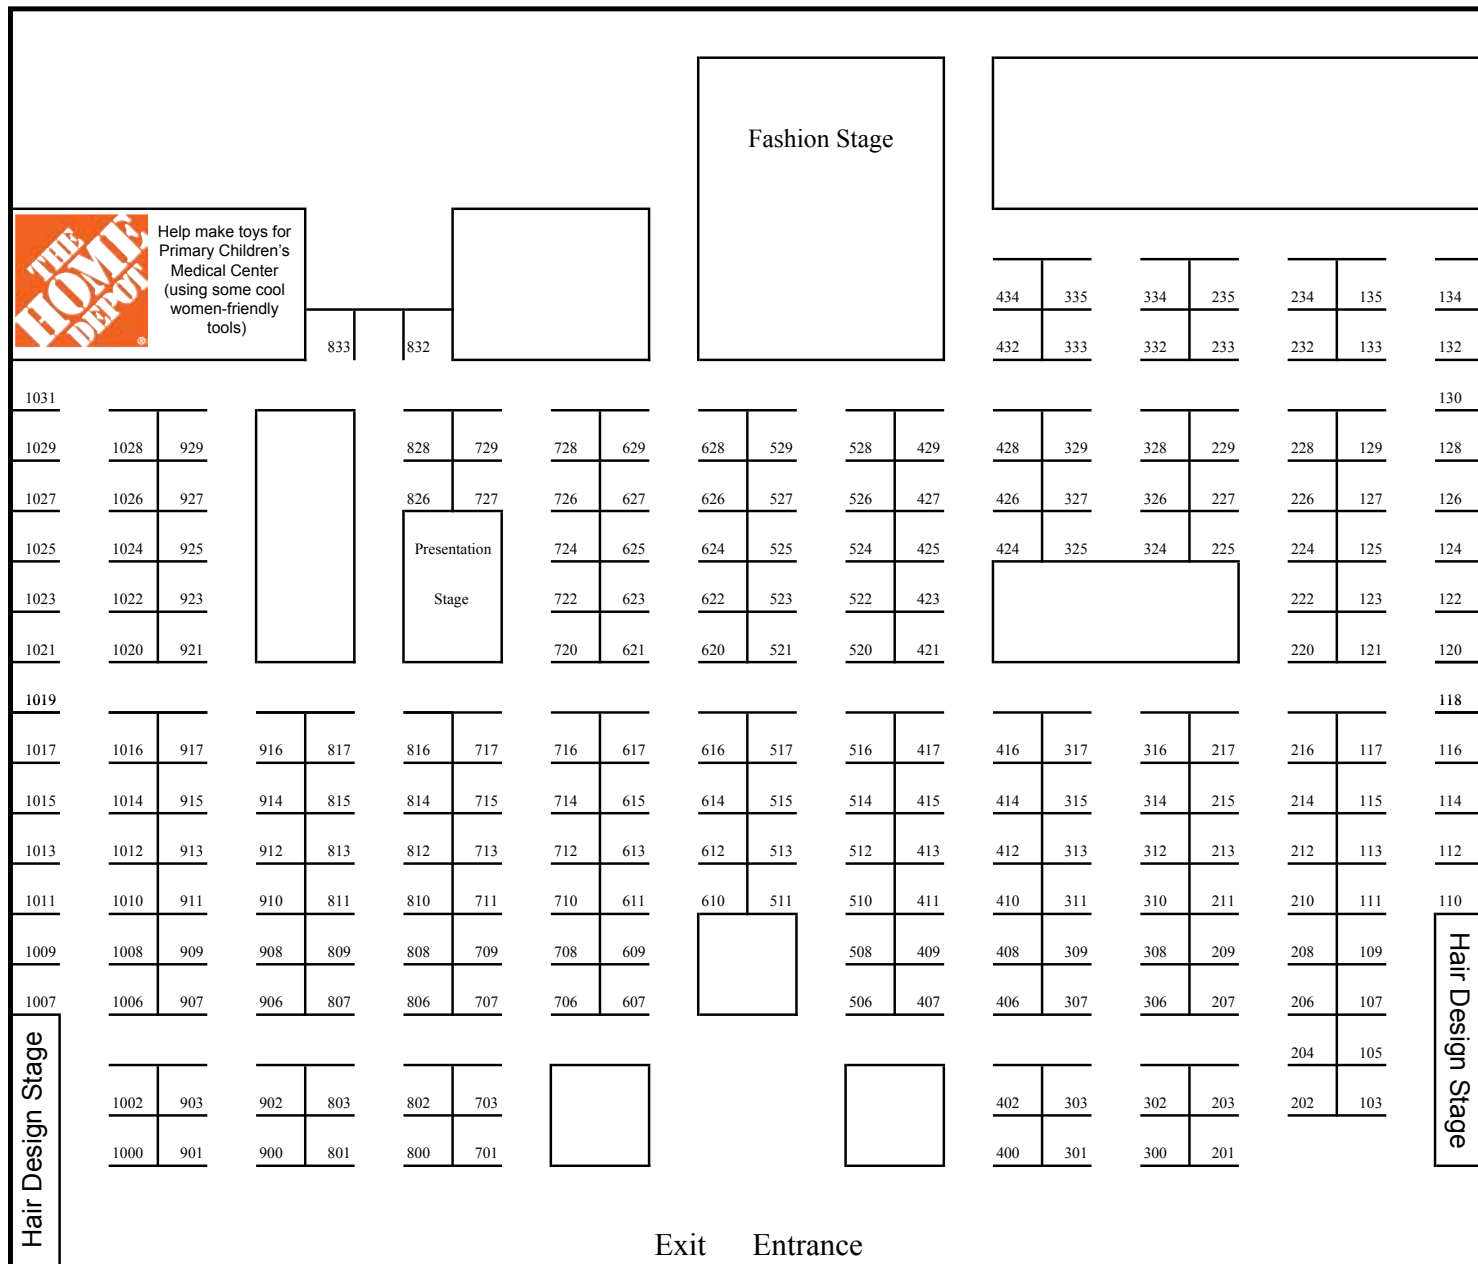 Fashion Stage
THE
HOME
DEPOT
®
Help make toys for
Primary Children's
Medical Center
(using some cool
women-friendly
tools)
434 335 334 235 234 135 134
833 832 432 333 332 233 232 133 132
1031 130
1029 1028 929 828 729 728 629 628 529 528 429 428 329 328 229 228 129 128
1027 1026 927 826 727 726 627 626 527 526 427 426 327 326 227 226 127 126
1025 1024 925 Presentation 724 625 624 525 524 425 424 325 324 225 224 125 124
1023 1022 923 Stage 722 623 622 523 522 423 222 123 122
1021 1020 921 720 621 620 521 520 421 220 121 120
1019 118
1017 1016 917 916 817 816 717 716 617 616 517 516 417 416 317 316 217 216 117 116
1015 1014 915 914 815 814 715 714 615 614 515 514 415 414 315 314 215 214 115 114
1013 1012 913 912 813 812 713 712 613 612 513 512 413 412 313 312 213 212 113 112
1011 1010 911 910 811 810 711 710 611 610 511 510 411 410 311 310 211 210 111 110
1009 1008 909 908 809 808 709 708 609 508 409 408 309 308 209 208 109
1007 1006 907 906 807 806 707 706 607 506 407 406 307 306 207 206 107
204 105
1002 903 902 803 802 703 402 303 302 203 202 103
1000 901 900 801 800 701 400 301 300 201
Hair Design Stage
Hair Design Stage
Exit Entrance